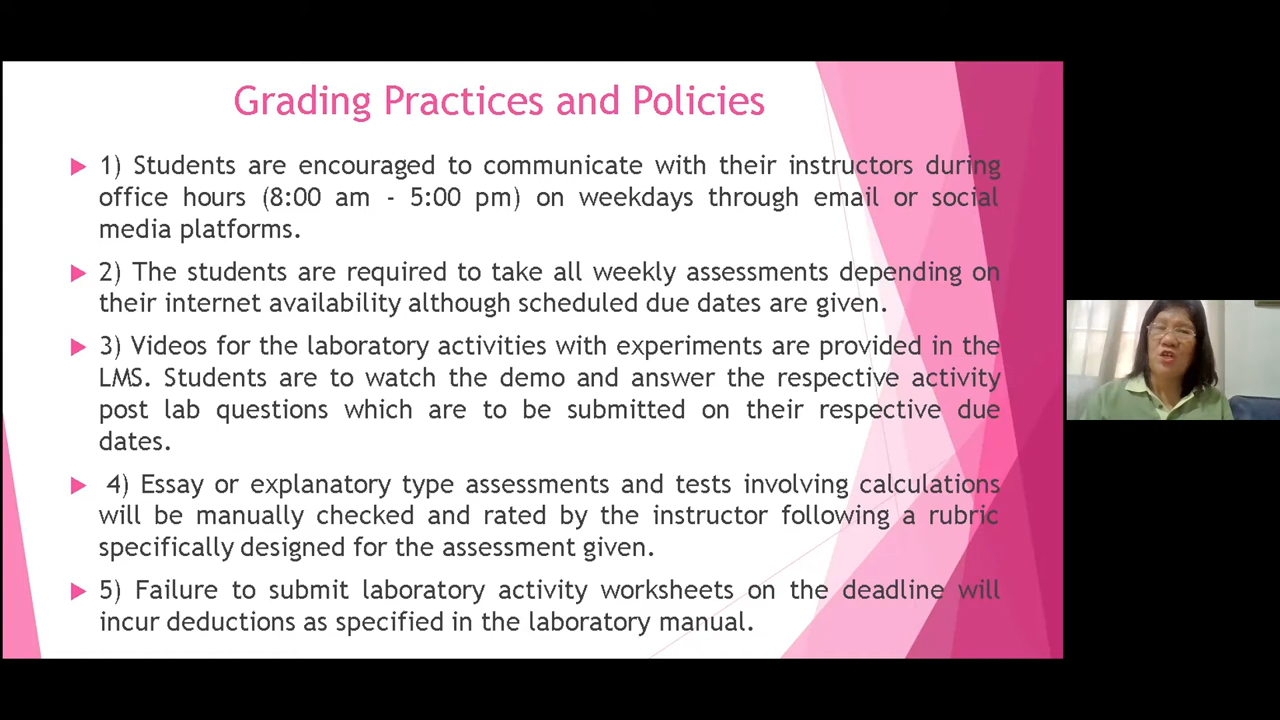 Grading Practices and Policies
1) Students are encouraged to communicate with their instructors during
office hours (8:00 am - 5:00 pm) on weekdays through email or social
media platforms.
2) The students are required to take all weekly assessments depending on
their internet availability although scheduled due dates are given.
3) Videos for the laboratory activities with experiments are provided in the
LMS. Students are to watch the demo and answer the respective activity
post lab questions which are to be submitted on their respective due
dates.
4) Essay or explanatory type assessments and tests involving calculations
will be manually checked and rated by the instructor following a rubric
specifically designed for the assessment given.
5) Failure to submit laboratory activity worksheets on the deadline will
incur deductions as specified in the laboratory manual.